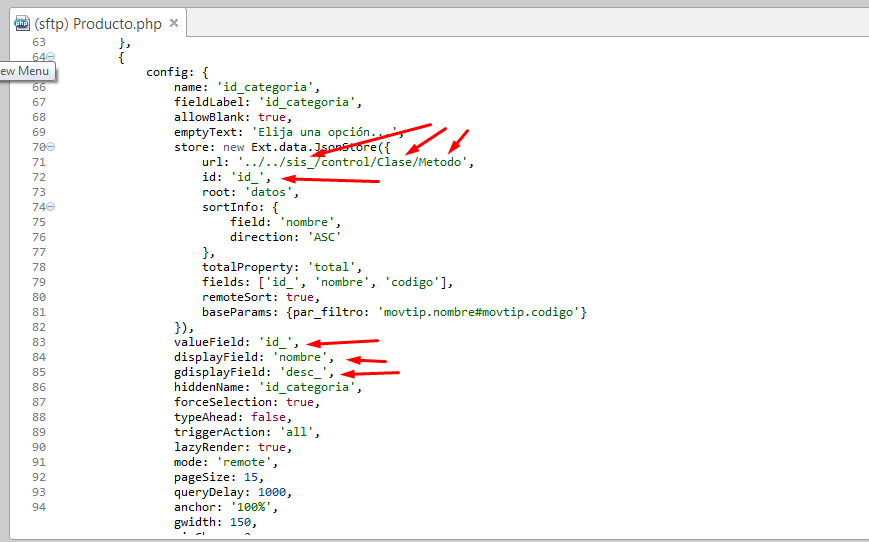 (sftp) Producto.php
63 },
64 {
ew Menu
config: {
66 name: 'id_categoria',
67 fieldLabel: 'id_categoria',
68 allowBlank: true,
69 emptyText: 'Elija una opción...',
70 store: new Ext.data.JsonStore({
71 url: '../../sis_/control/Clase/Metodo',
72 id: 'id_',
73 root: 'datos',
74 sortInfo: {
75 field: 'nombre',
76 direction: 'ASC'
77 },
78 totalProperty: 'total',
79 fields: ['id_', 'nombre', 'codigo'],
80 remoteSort: true,
81 baseParams: {par_filtro: 'movtip.nombre#movtip.codigo'}
82 }),
83 valueField: 'id_',
84 displayField: 'nombre',
85 gdisplayField: 'desc_',
86 hiddenName: 'id_categoria',
87 forceSelection: true,
88 typeAhead: false,
89 triggerAction: 'all',
90 lazyRender: true,
91 mode: 'remote',
92 pageSize: 15,
93 queryDelay: 1000,
94 anchor: '100%',
gwidth: 150,